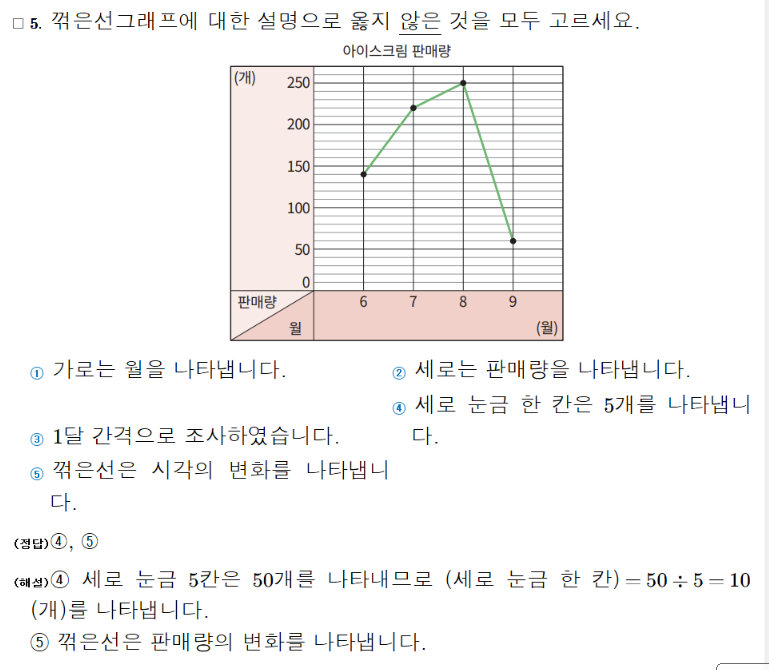 □ 5. 꺾은선그래프에 대한 설명으로 옳지 않은 것을 모두 고르세요.
아이스크림 판매량
(개)
250
200
150
100
50
0
판매량
월
6 7 8 9
(월)
① 가로는 월을 나타냅니다.
② 세로는 판매량을 나타냅니다.
③ 1달 간격으로 조사하였습니다.
④ 세로 눈금 한 칸은 5개를 나타냅니
다.
⑤ 꺾은선은 시각의 변화를 나타냅니
다.
(정답)④, ⑤
(해설)④ 세로 눈금 5칸은 50개를 나타내므로 (세로 눈금 한 칸) = 50 ÷ 5 = 10
(개)를 나타냅니다.
⑤ 꺾은선은 판매량의 변화를 나타냅니다.